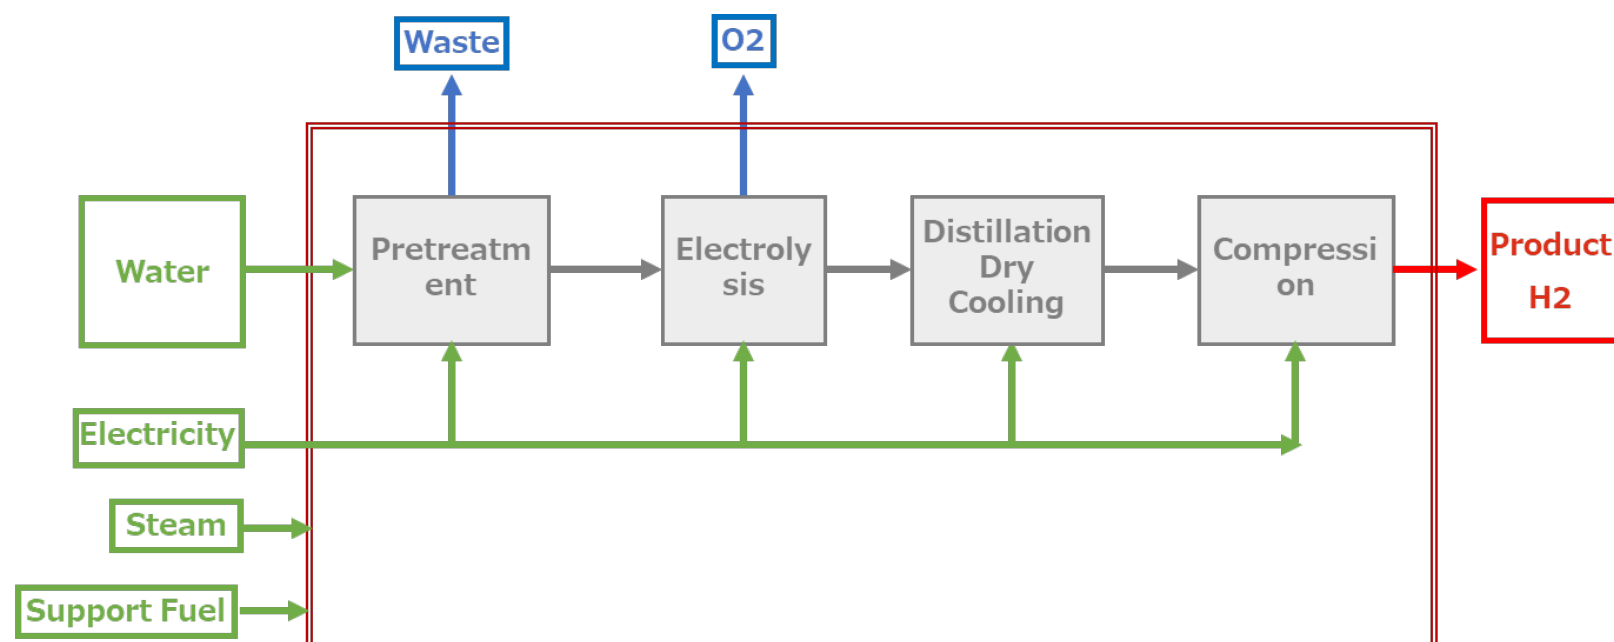 Waste
O2
Water
Pretreatm
ent
Electroly
sis
Distillation
Dry
Cooling
Compressi
on
Product
H2
Electricity
Steam
Support Fuel